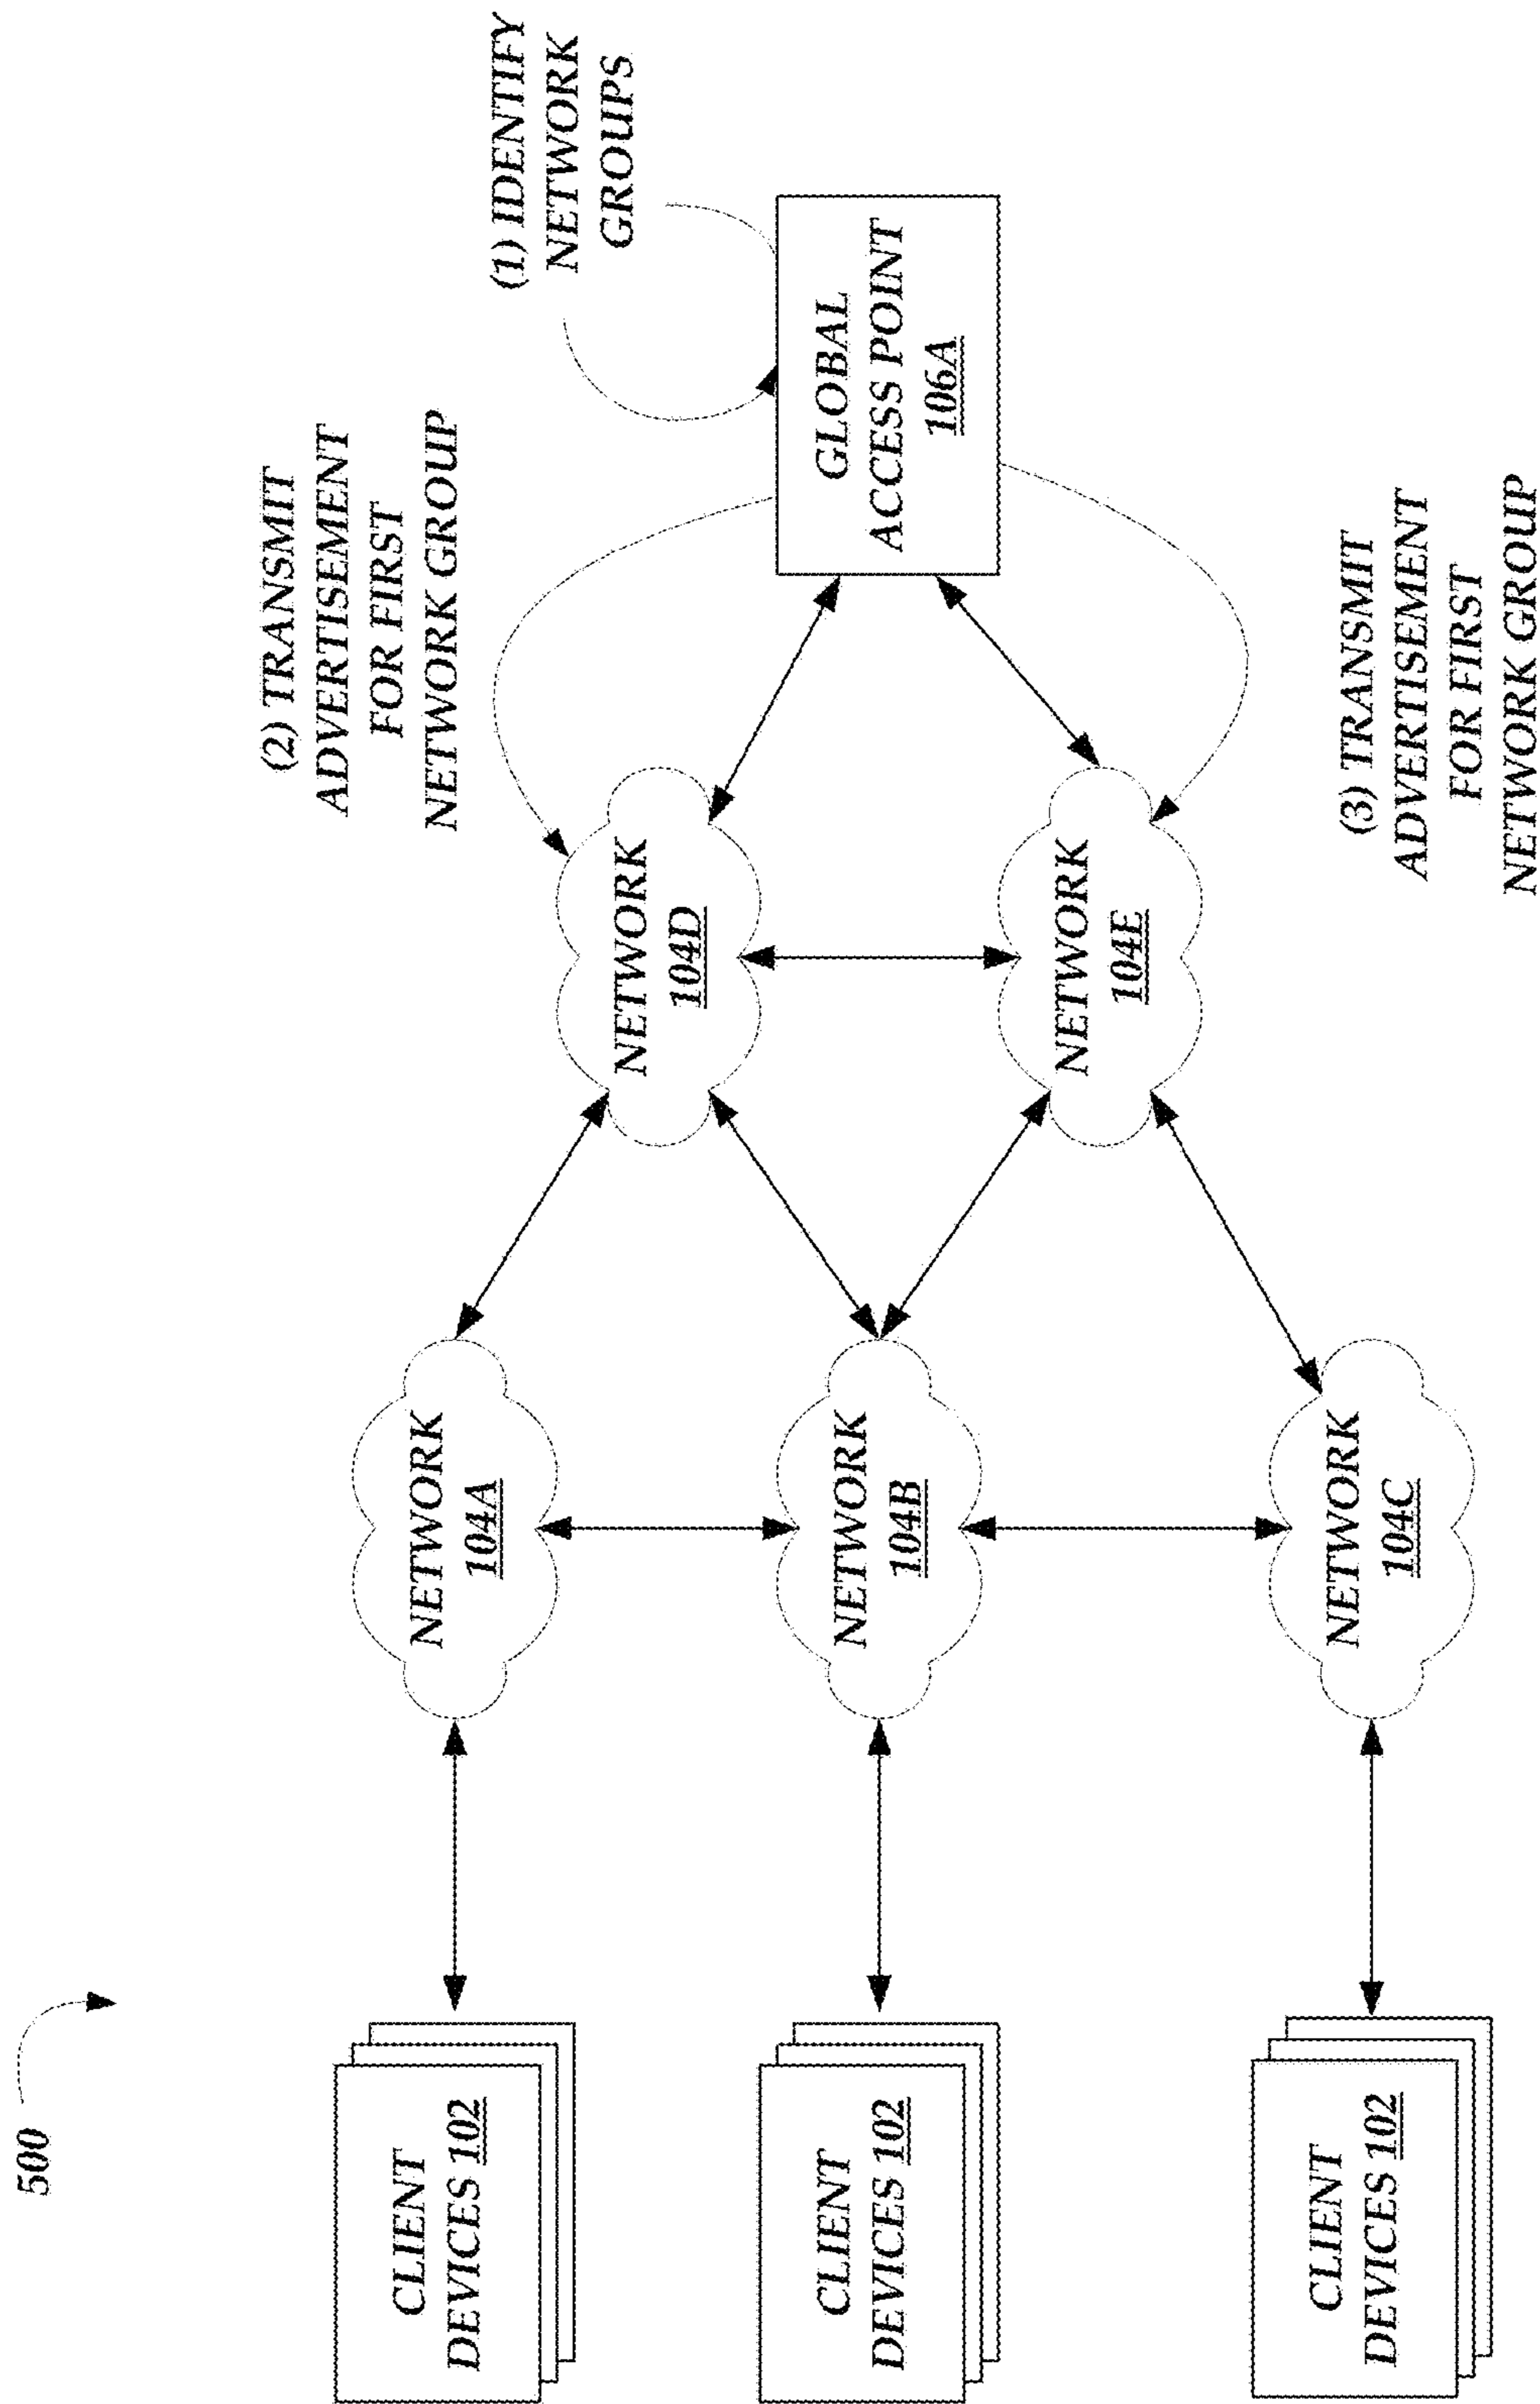 500
(1) IDENTIFY
NETWORK
GROUPS
(2) TRANSMIT
ADVERTISEMENT
FOR FIRST
NETWORK GROUP
CLIENT
DEVICES 102
NETWORK
104A
NETWORK
104D
GLOBAL
ACCESS POINT
106A
CLIENT
DEVICES 102
NETWORK
104B
NETWORK
104E
CLIENT
DEVICES 102
NETWORK
104C
(3) TRANSMIT
ADVERTISEMENT
FOR FIRST
NETWORK GROUP